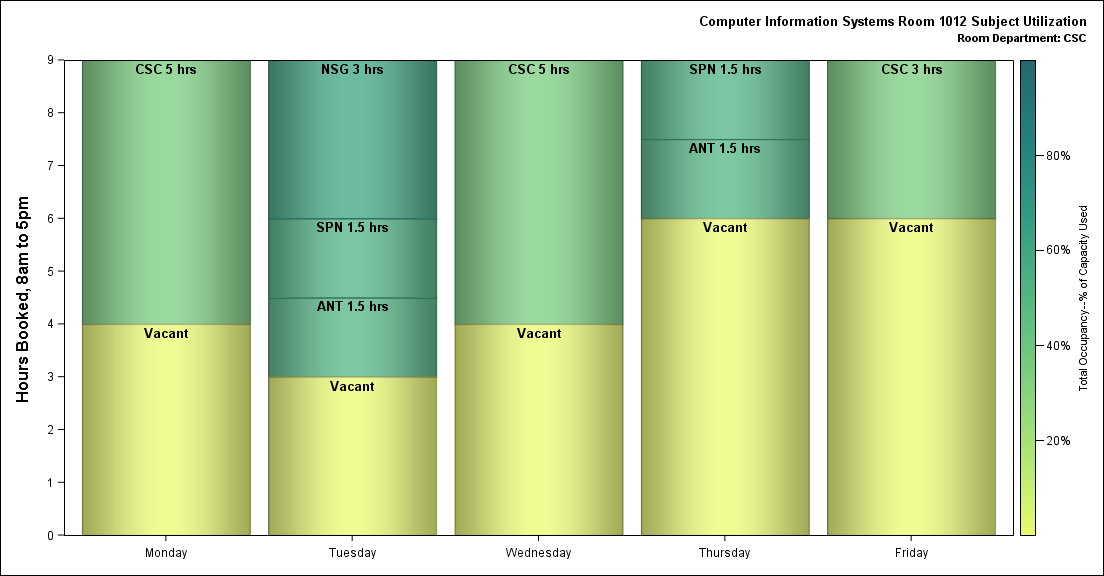 Computer Information Systems Room 1012 Subject Utilization
Room Department: CSC
Hours Booked, 8am to 5pm
9
8
7
6
5
4
3
2
1
0
CSC 5 hrs
Vacant
NSG 3 hrs
SPN 1.5 hrs
ANT 1.5 hrs
Vacant
CSC 5 hrs
Vacant
SPN 1.5 hrs
ANT 1.5 hrs
Vacant
CSC 3 hrs
Vacant
Monday
Tuesday
Wednesday
Thursday
Friday
80%
60%
40%
20%
Total Occupancy--% of Capacity Used